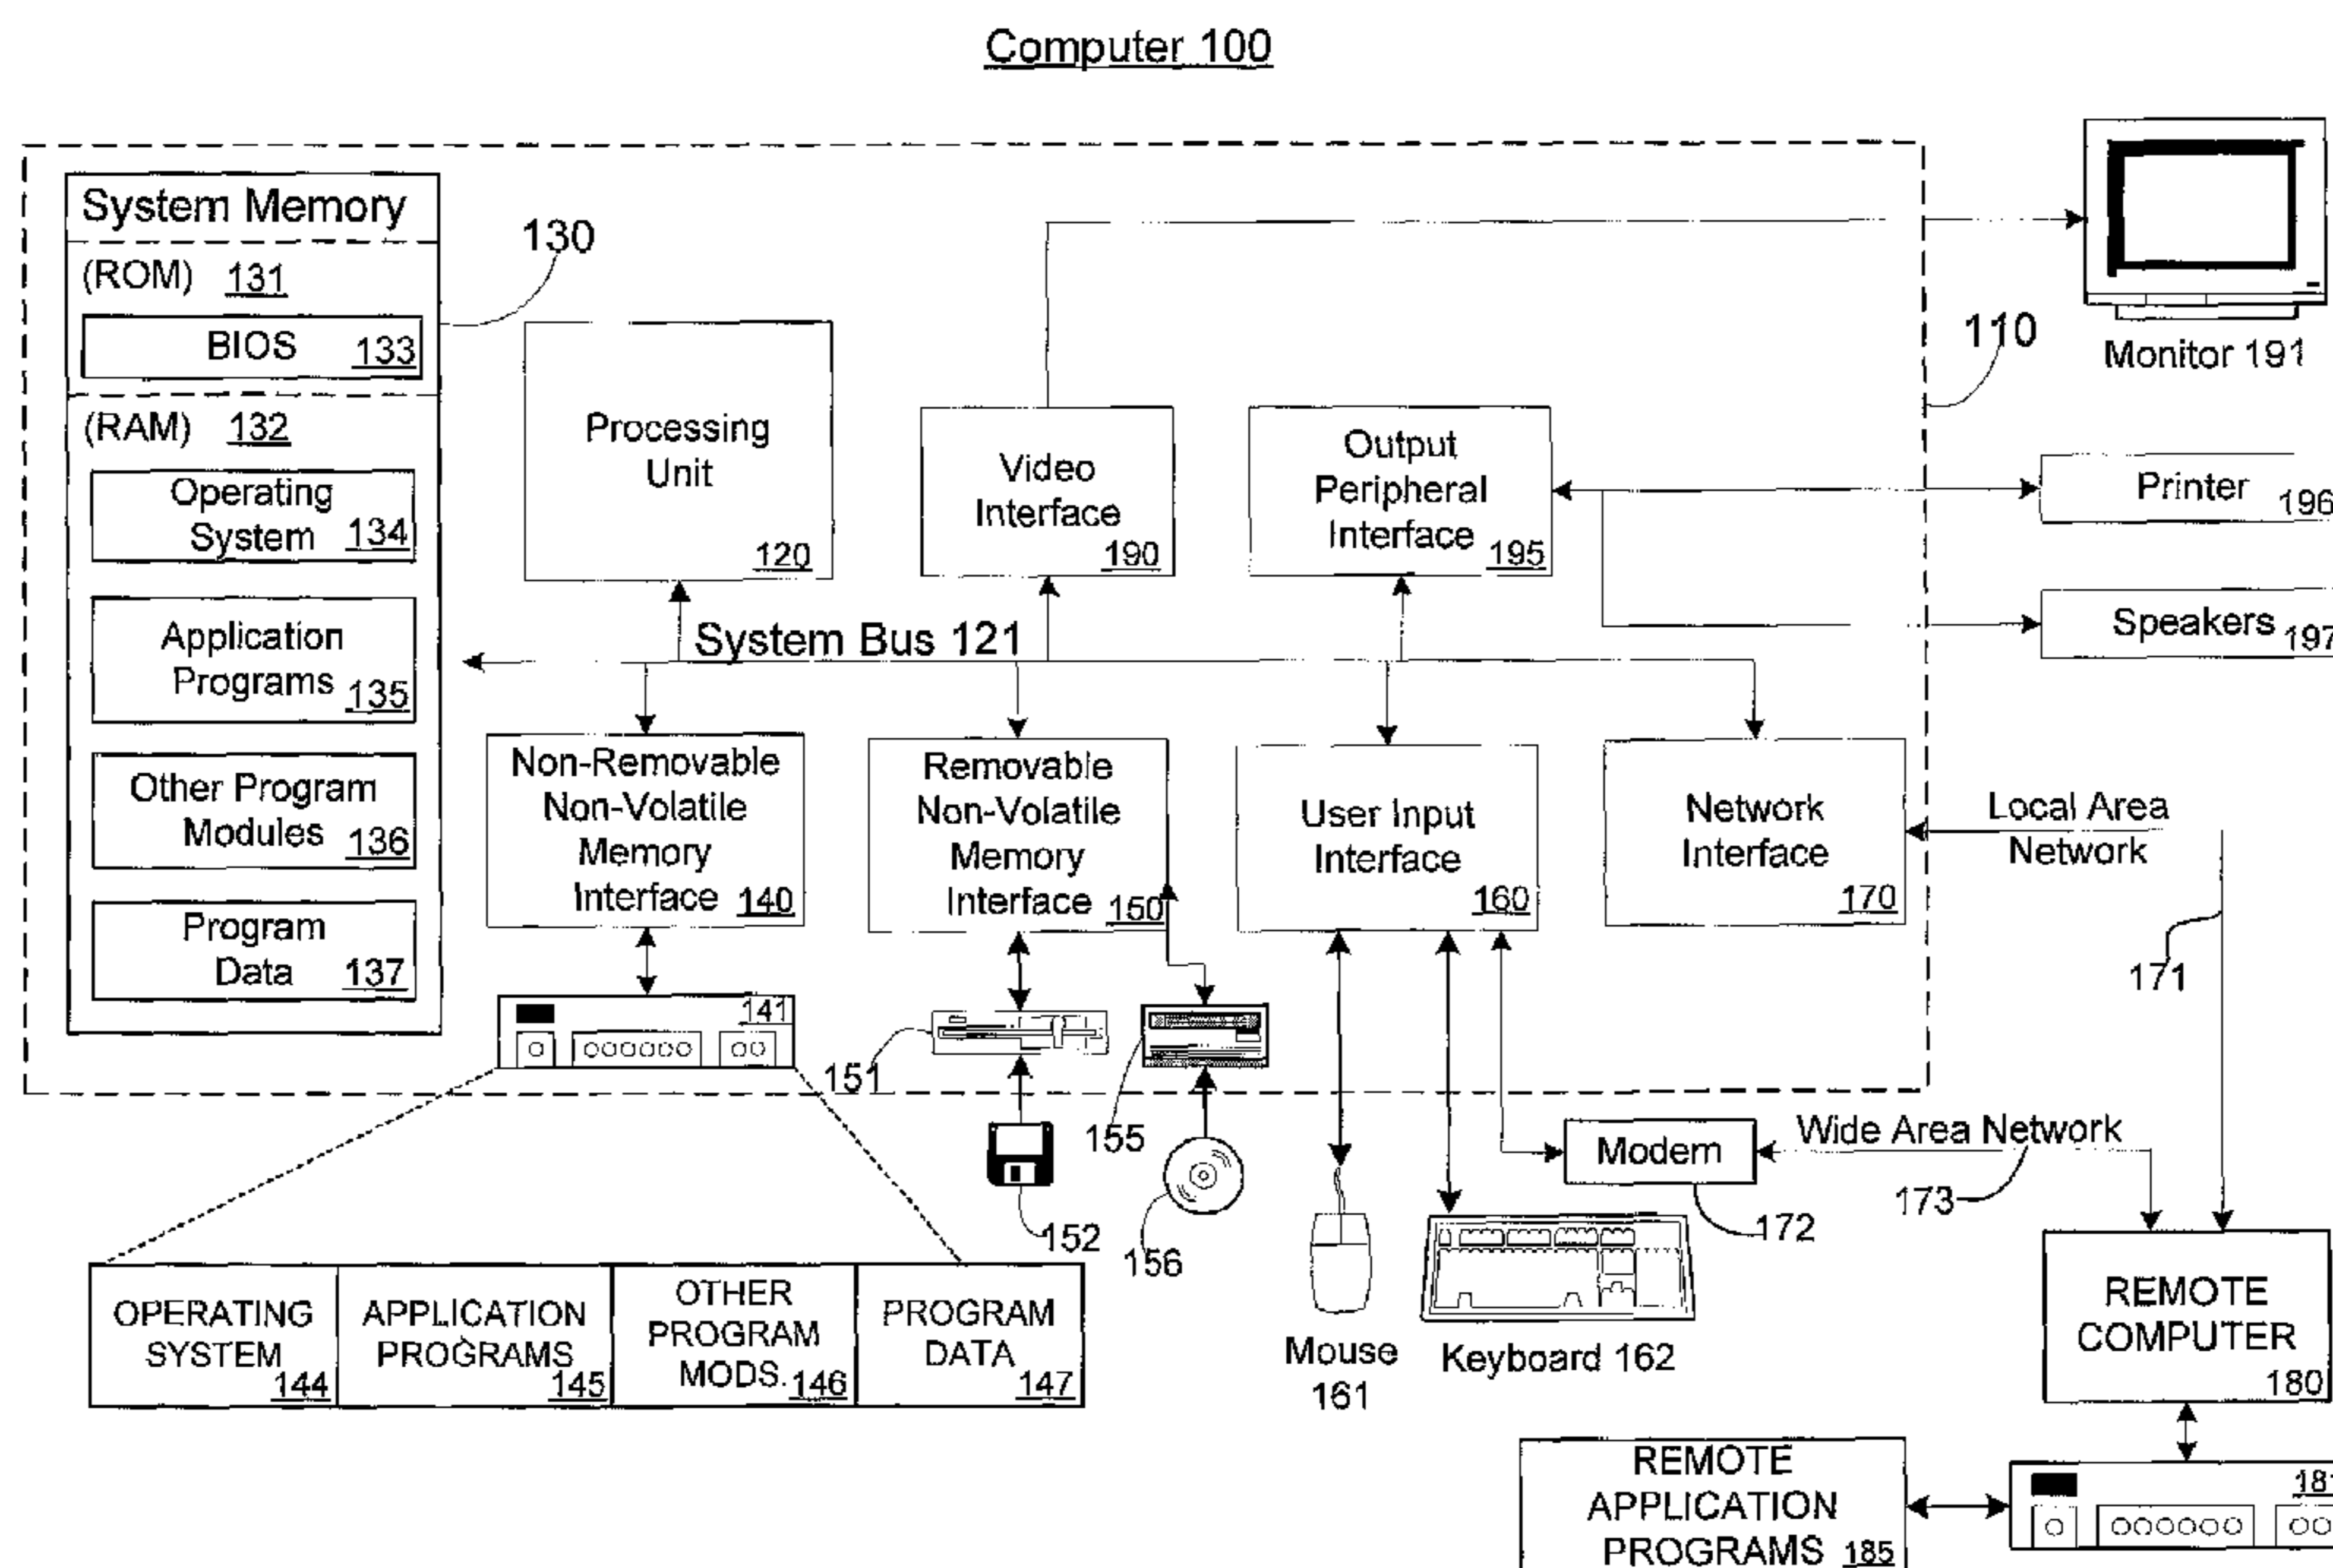 Computer 100
System Memory
(ROM) 131
BIOS 133
(RAM) 132
Operating
System 134
Application
Programs 135
Other Program
Modules 136
Program
Data 137
130
Processing
Unit
120
Video
Interface
190
Output
Peripheral
Interface 195
110
Monitor 191
Printer 196
Speakers 197
System Bus 121
Non-Removable
Non-Volatile
Memory
Interface 140
Removable
Non-Volatile
Memory
Interface 150
User Input
Interface
160
Network
Interface
170
Local Area
Network
171
141
151
155
152
156
Modem
172
Wide Area Network
173
Mouse
161
Keyboard 162
OPERATING
SYSTEM 144
APPLICATION
PROGRAMS 145
OTHER
PROGRAM
MODS. 146
PROGRAM
DATA 147
REMOTE
COMPUTER
180
181
REMOTE
APPLICATION
PROGRAMS 185